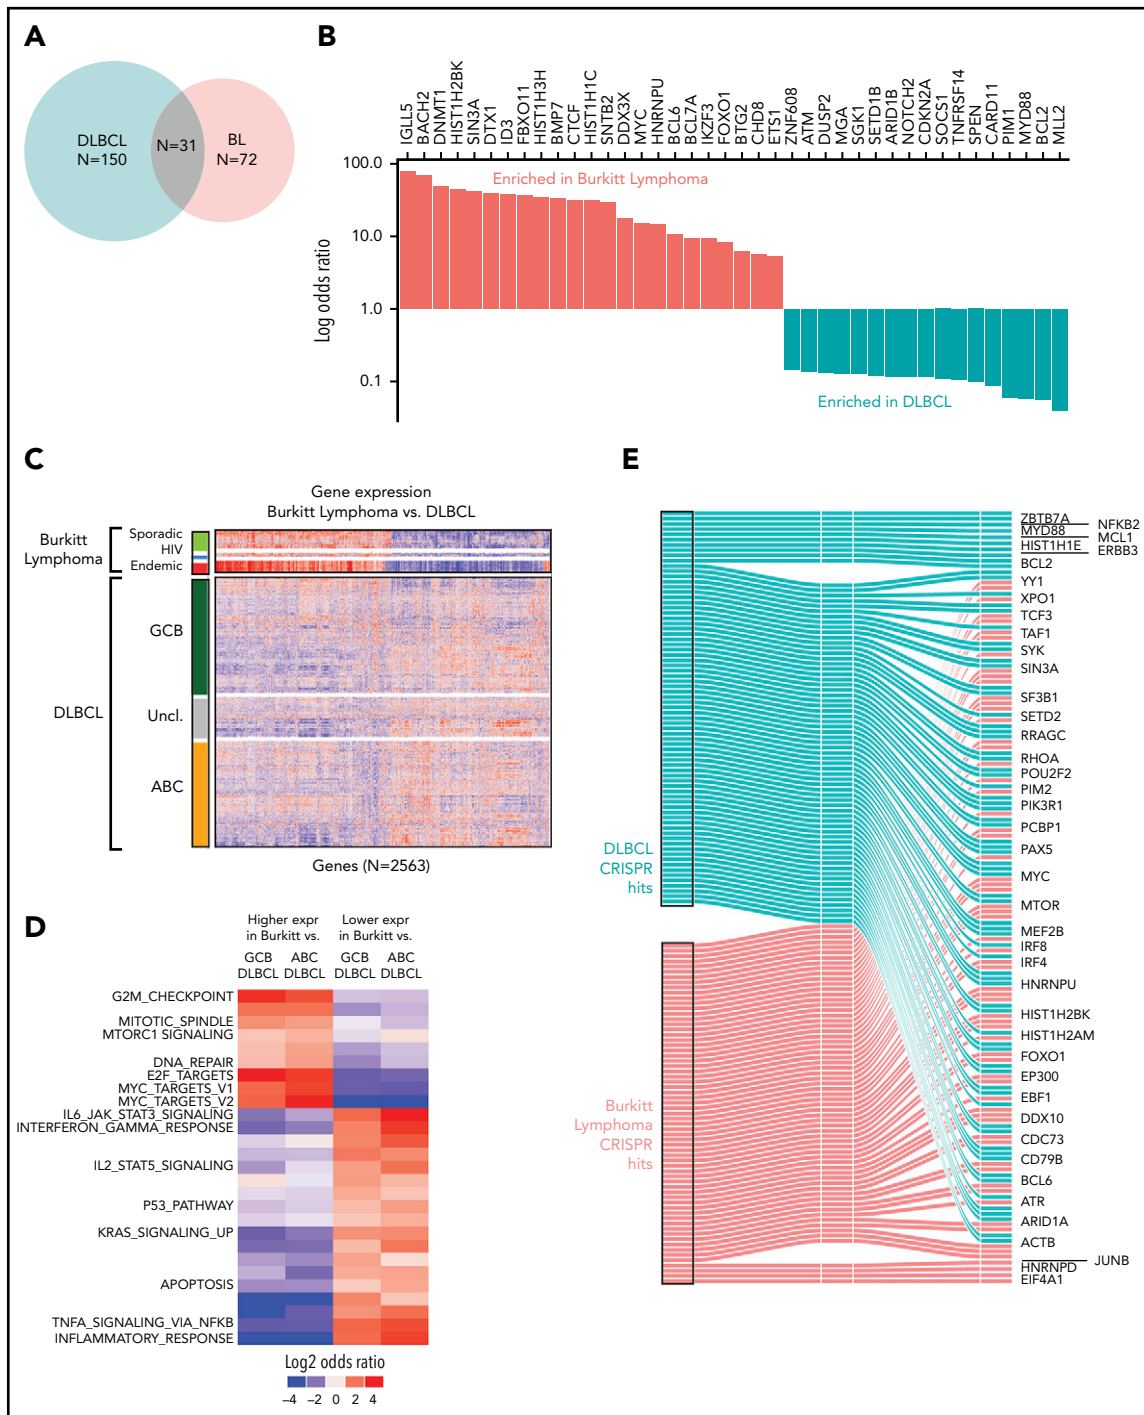 A
DLBCL
N=150
N=31
BL
N=72
B
IGLL5
BACH2
DNMT1
HIST1H2BK
SIN3A
DTX1
ID3
FBXO11
HIST1H3H
BMP7
CTCF
HIST1H1C
SNTB2
DDX3X
MYC
HNRNPU
BCL6
BCL7A
IKZF3
FOXO1
BTG2
CHD8
ETS1
ZNF608
ATM
DUSP2
MGA
SGK1
SETD1B
ARID1B
NOTCH2
CDKN2A
SOCS1
TNFRSF14
SPEN
CARD11
PIM1
MYD88
BCL2
MLL2
Log odds ratio
100.0
10.0
1.0
0.1
Enriched in Burkitt Lymphoma
Enriched in DLBCL
C
Gene expression
Burkitt Lymphoma vs. DLBCL
Burkitt
Lymphoma
Sporadic
HIV
Endemic
DLBCL
GCB
Uncl.
ABC
Genes (N=2563)
D
Higher expr
in Burkitt vs.
Lower expr
in Burkitt vs.
GCB
DLBCL
ABC
DLBCL
GCB
DLBCL
ABC
DLBCL
G2M_CHECKPOINT
MITOTIC_SPINDLE
MTORC1 SIGNALING
DNA_REPAIR
E2F_TARGETS
MYC_TARGETS_V1
MYC_TARGETS_V2
IL6_JAK_STAT3_SIGNALING
INTERFERON_GAMMA_RESPONSE
IL2_STAT5_SIGNALING
P53_PATHWAY
KRAS_SIGNALING_UP
APOPTOSIS
TNFA_SIGNALING_VIA_NFKB
INFLAMMATORY_RESPONSE
Log2 odds ratio
–4 –2 0 2 4
E
DLBCL
CRISPR
hits
Burkitt
Lymphoma
CRISPR
hits
ZBTB7A
NFKB2
MYD88
MCL1
HIST1H1E
ERBB3
BCL2
YY1
XPO1
TCF3
TAF1
SYK
SIN3A
SF3B1
SETD2
RRAGC
RHOA
POU2F2
PIM2
PIK3R1
PCBP1
PAX5
MYC
MTOR
MEF2B
IRF8
IRF4
HNRNPU
HIST1H2BK
HIST1H2AM
FOXO1
EP300
EBF1
DDX10
CDC73
CD79B
BCL6
ATR
ARID1A
ACTB
JUNB
HNRNPD
EIF4A1